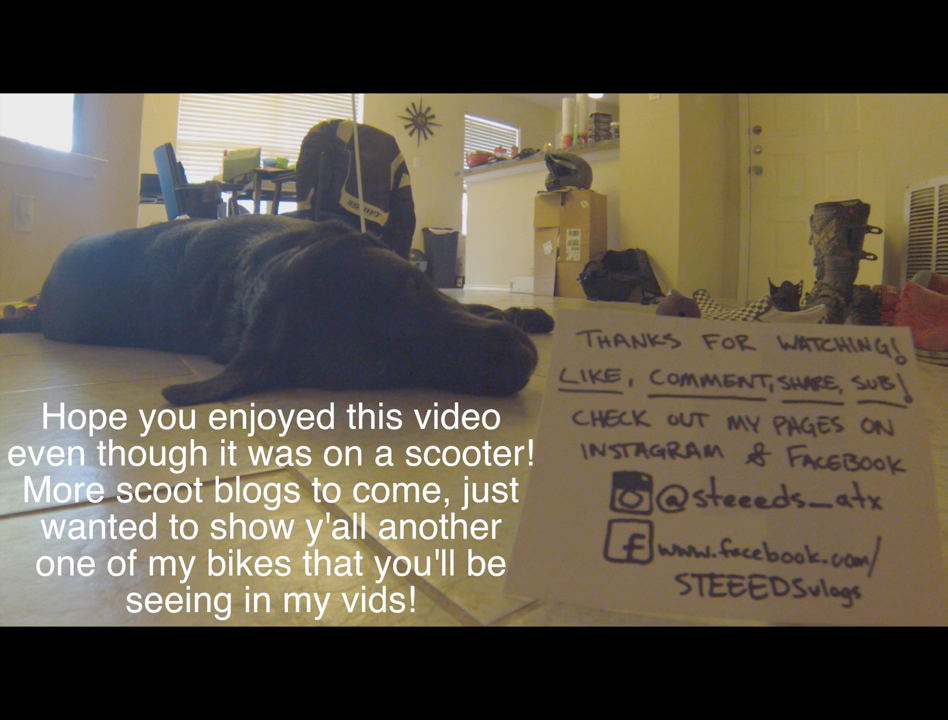 Hope you enjoyed this video
even though it was on a scooter!
More scoot blogs to come, just
wanted to show y'all another
one of my bikes that you'll be
seeing in my vids!
THANKS FOR WATCHING!
LIKE, COMMENT, SHARE, SUB!
CHECK OUT MY PAGES ON
INSTAGRAM & FACEBOOK
@steeeds_atx
f www.facebook.com/
STEEEDSvlogs